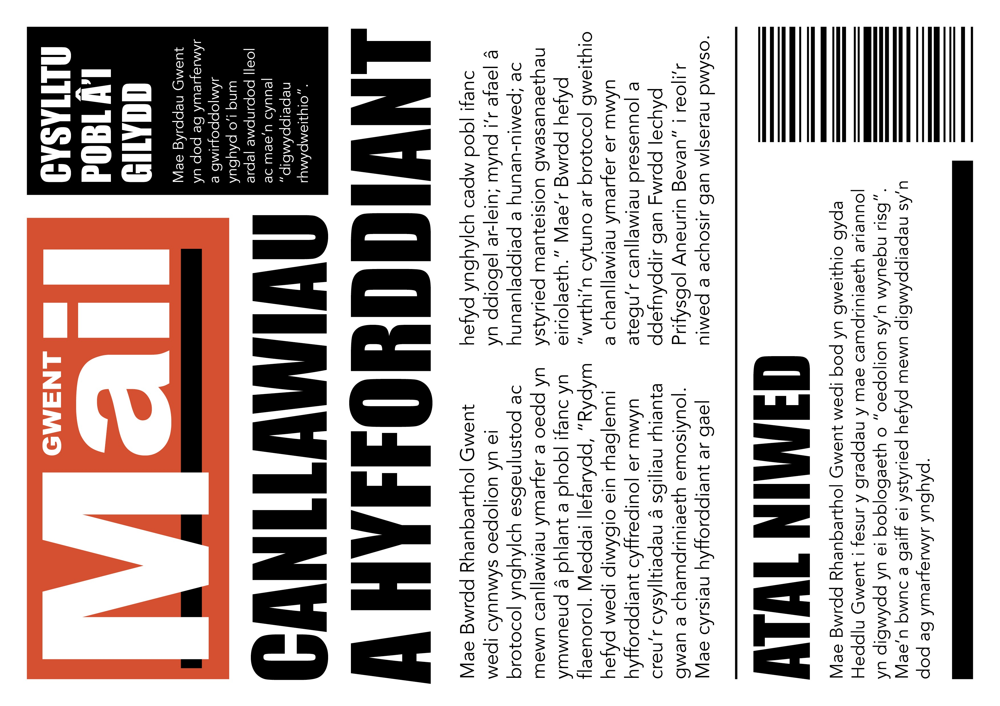 GWENT
Mail
CYSYLLTU
POBL Â'I
GILYDD
Mae Byrddau Gwent
yn dod ag ymarferwyr
a gwirfoddolwyr
ynghyd o'i bum
ardal awdurdod lleol
ac mae'n cynnal
"digwyddiadau
rhwydweithio".
CANLLAWIAU
A HYFFORDDIANT
Mae Bwrdd Rhanbarthol Gwent
wedi cynnwys oedolion yn ei
brotocol ynghylch esgeulustod ac
mewn canllawiau ymarfer a oedd yn
ymwneud â phlant a phobl ifanc yn
flaenorol. Meddai llefarydd, "Rydym
hefyd wedi diwygio ein rhaglenni
hyfforddiant cyffredinol er mwyn
creu'r cysylltiadau â sgiliau rhianta
gwan a chamdriniaeth emosiynol.
Mae cyrsiau hyfforddiant ar gael
hefyd ynghylch cadw pobl ifanc
yn ddiogel ar-lein; mynd i'r afael â
hunanladdiad a hunan-niwed; ac
ystyried manteision gwasanaethau
eiriolaeth." Mae'r Bwrdd hefyd
"wrthi'n cytuno ar brotocol gweithio
a chanllawiau ymarfer er mwyn
ategu'r canllawiau presennol a
ddefnyddir gan Fwrdd Iechyd
Prifysgol Aneurin Bevan" i reoli'r
niwed a achosir gan wlserau pwyso.
ATAL NIWED
Mae Bwrdd Rhanbarthol Gwent wedi bod yn gweithio gyda
Heddlu Gwent i fesur y graddau y mae camdriniaeth ariannol
yn digwydd yn ei boblogaeth o "oedolion sy'n wynebu risg".
Mae'n bwnc a gaiff ei ystyried hefyd mewn digwyddiadau sy'n
dod ag ymarferwyr ynghyd.